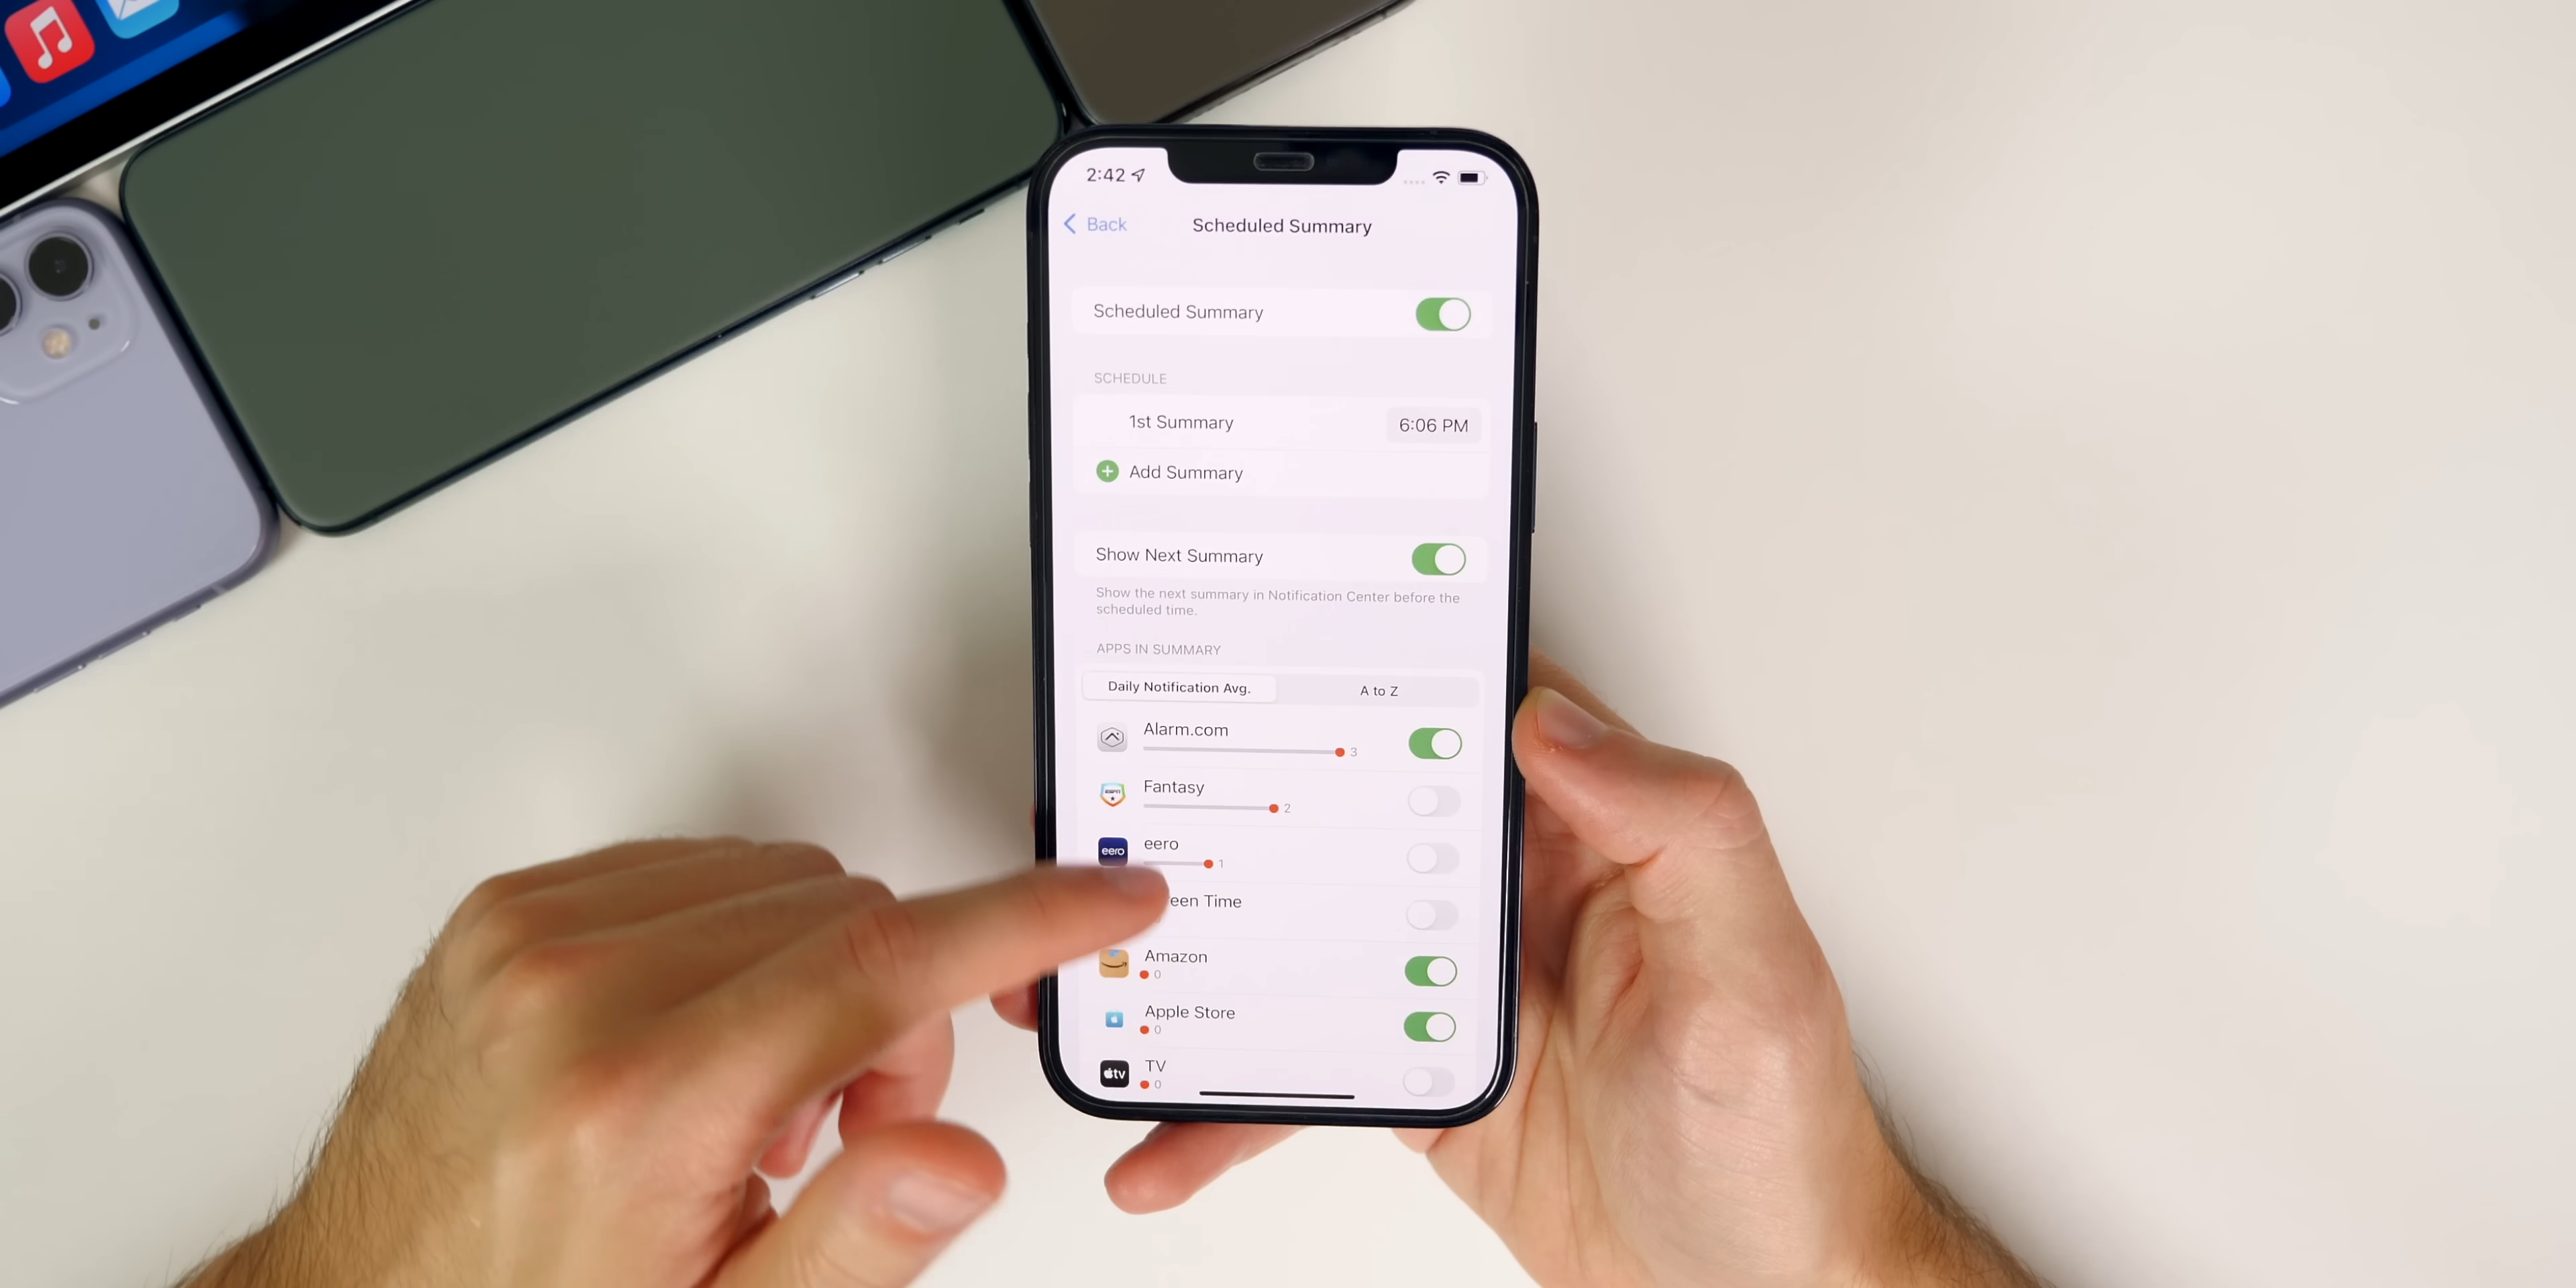 2:42
Back
Scheduled Summary
Scheduled Summary
SCHEDULE
1st Summary
6:06 PM
Add Summary
Show Next Summary
Show the next summary in Notification Center before the
scheduled time.
APPS IN SUMMARY
Daily Notification Avg.
A to Z
Alarm.com
3
Fantasy
2
eero
eero
1
een Time
Amazon
0
Apple Store
0
tv
TV
0